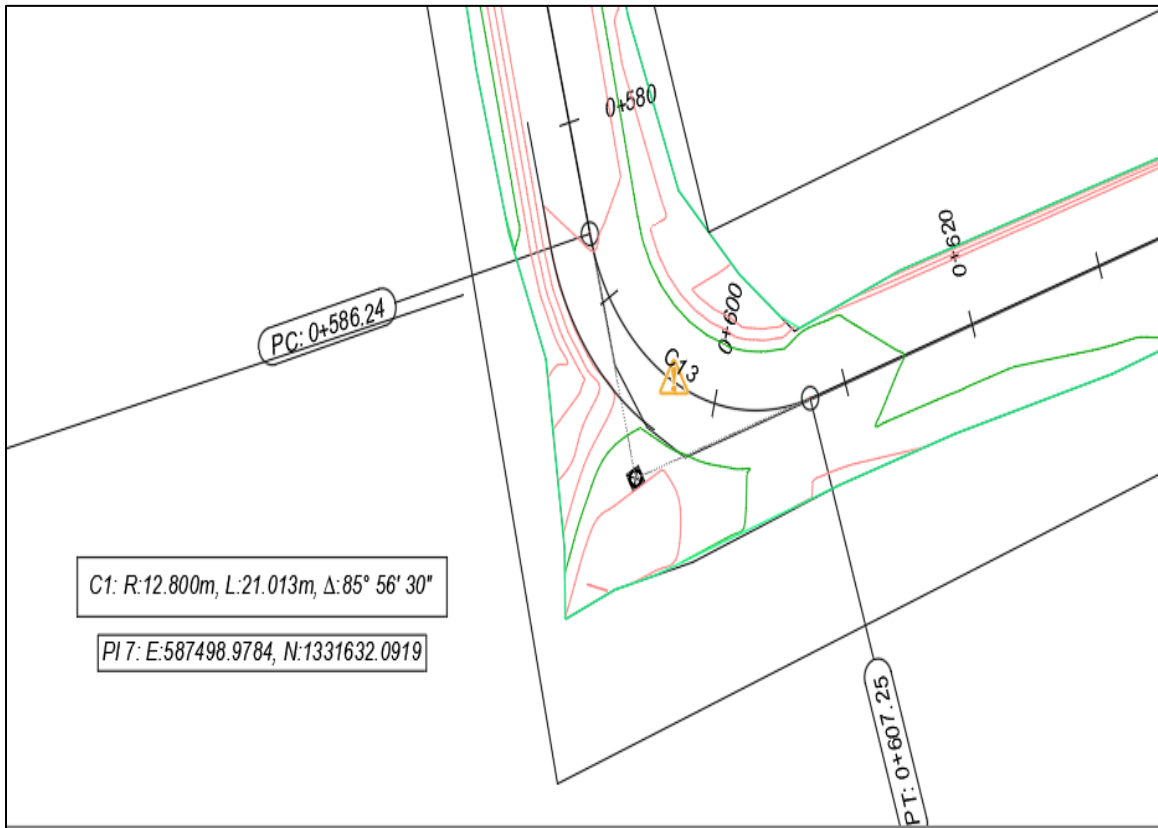 0+580
0+620
PC: 0+586.24
0+600
C13
C1: R:12.800m, L:21.013m, Δ:85° 56' 30"
PI 7: E:587498.9784, N:1331632.0919
PT: 0+607.25